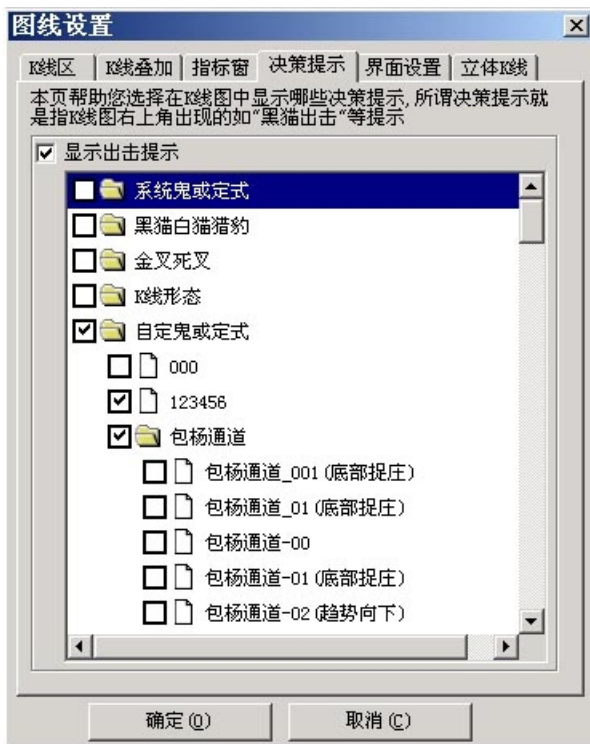 图线设置
K线区 K线叠加 指标窗 决策提示 界面设置 立体K线
本页帮助您选择在K线图中显示哪些决策提示,所谓决策提示就
是指K线图右上角出现的如"黑猫出击"等提示
显示出击提示
系统鬼或定式
黑猫白猫猎豹
金叉死叉
K线形态
自定鬼或定式
000
123456
包杨通道
包杨通道_001(底部捉庄)
包杨通道_01(底部捉庄)
包杨通道-00
包杨通道-01(底部捉庄)
包杨通道-02(趋势向下)
确定(O) 取消(C)